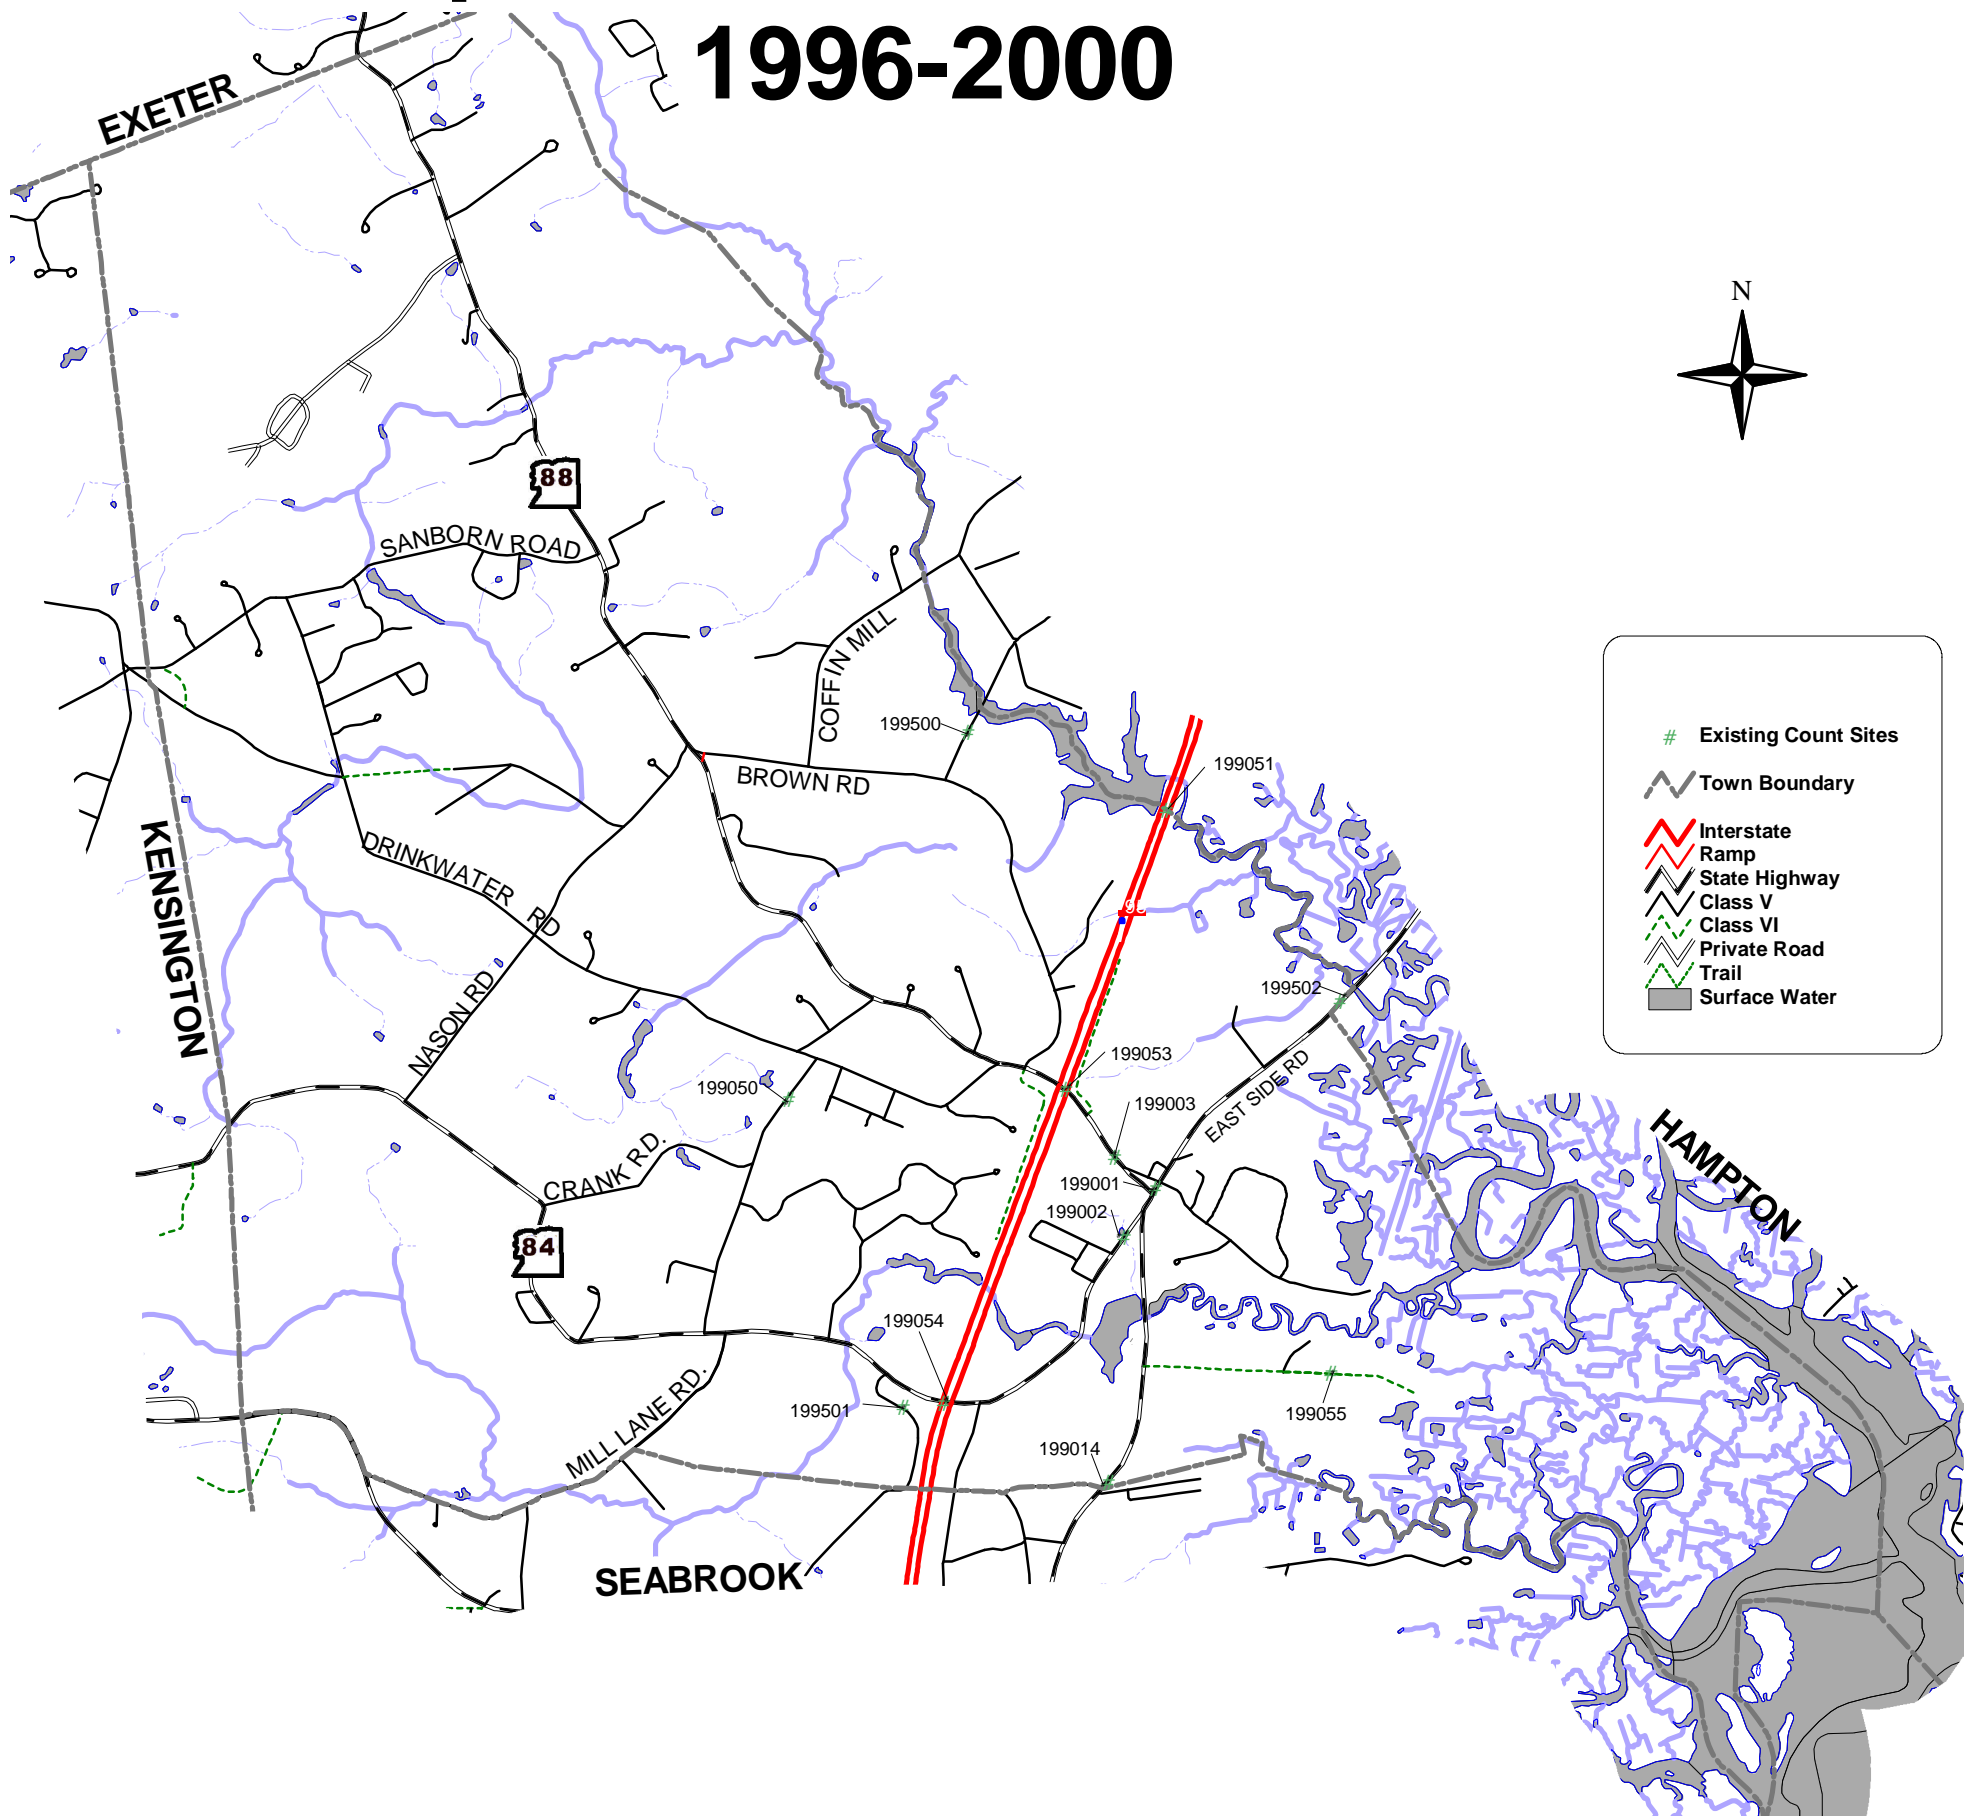 1996-2000
EXETER
N
88
SANBORN ROAD
COFFIN MILL
199500
BROWN RD
199051
Existing Count Sites
Town Boundary
Interstate
Ramp
State Highway
Class V
Class VI
Private Road
Trail
Surface Water
KENSINGTON
DRINKWATER RD
95
199502
NASON RD.
199053
199050
199003
EAST SIDE RD
HAMPTON
CRANK RD.
199001
199002
84
199054
MILL LANE RD.
199501
199055
199014
SEABROOK